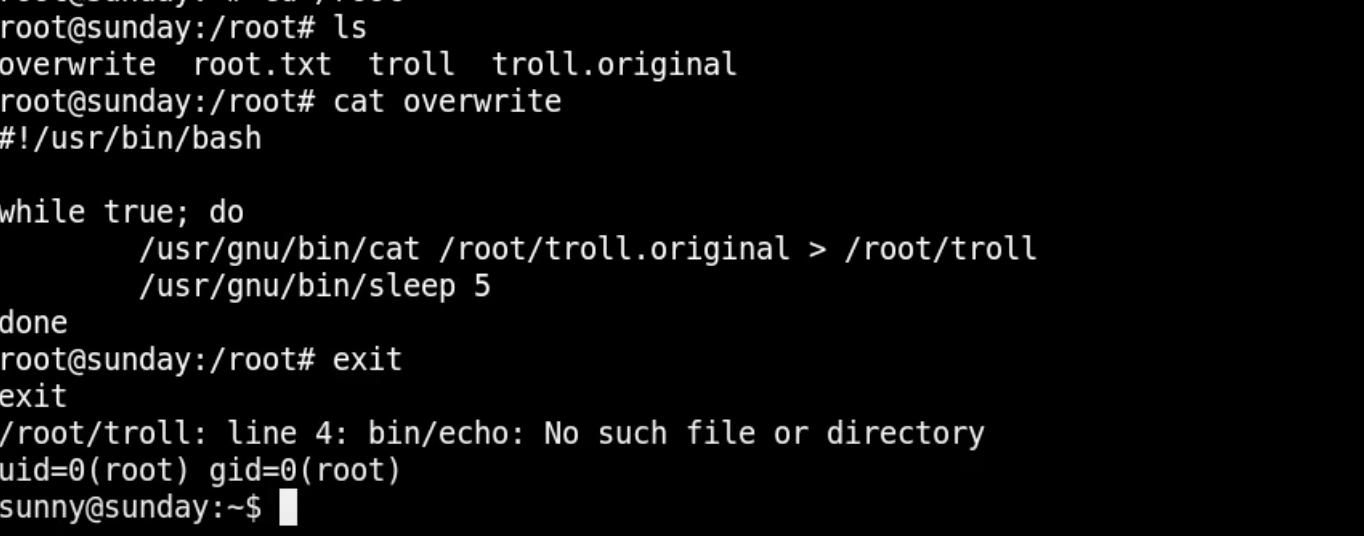 root@sunday:/root# ls
overwrite  root.txt  troll  troll.original
root@sunday:/root# cat overwrite
#!/usr/bin/bash
while true; do
        /usr/gnu/bin/cat /root/troll.original > /root/troll
        /usr/gnu/bin/sleep 5
done
root@sunday:/root# exit
exit
/root/troll: line 4: bin/echo: No such file or directory
uid=0(root) gid=0(root)
sunny@sunday:~$